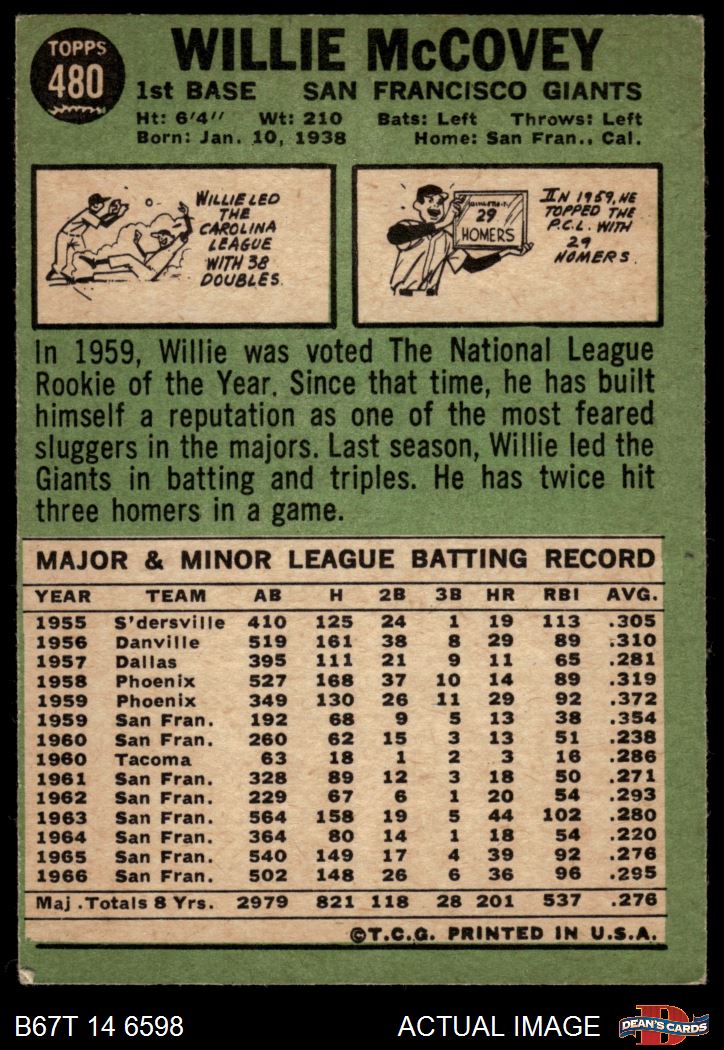 TOPPS
480
WILLIE McCOVEY
1st BASE SAN FRANCISCO GIANTS
Ht: 6'4'' Wt: 210 Bats: Left Throws: Left
Born: Jan. 10, 1938 Home: San Fran., Cal.
WILLIE LED
THE
CAROLINA
LEAGUE
WITH 38
DOUBLES.
29
HOMERS
IN 1959, HE
TOPPED THE
P.C.L. WITH
29
HOMERS.
In 1959, Willie was voted The National League
Rookie of the Year. Since that time, he has built
himself a reputation as one of the most feared
sluggers in the majors. Last season, Willie led the
Giants in batting and triples. He has twice hit
three homers in a game.
MAJOR & MINOR LEAGUE BATTING RECORD
YEAR TEAM AB H 2B 3B HR RBI AVG.
1955 S'dersville 410 125 24 1 19 113 .305
1956 Danville 519 161 38 8 29 89 .310
1957 Dallas 395 111 21 9 11 65 .281
1958 Phoenix 527 168 37 10 14 89 .319
1959 Phoenix 349 130 26 11 29 92 .372
1959 San Fran. 192 68 9 5 13 38 .354
1960 San Fran. 260 62 15 3 13 51 .238
1960 Tacoma 63 18 1 2 3 16 .286
1961 San Fran. 328 89 12 3 18 50 .271
1962 San Fran. 229 67 6 1 20 54 .293
1963 San Fran. 564 158 19 5 44 102 .280
1964 San Fran. 364 80 14 1 18 54 .220
1965 San Fran. 540 149 17 4 39 92 .276
1966 San Fran. 502 148 26 6 36 96 .295
Maj. Totals 8 Yrs. 2979 821 118 28 201 537 .276
©T.C.G. PRINTED IN U.S.A.
B67T 14 6598 ACTUAL IMAGE
D
DEAN'S CARDS